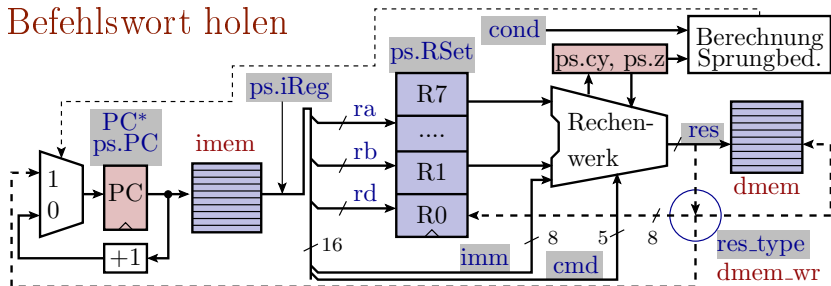 Befehlswort holen
cond
Berechnung
Sprungbed.
ps.cy, ps.z
ps.RSet
ps.iReg
R7
....
R1
R0
ra
rb
rd
PC*
ps.PC
imem
1
0
PC
+1
Rechen-
werk
res
dmem
16
8
5
8
imm
cmd
res_type
dmem_wr